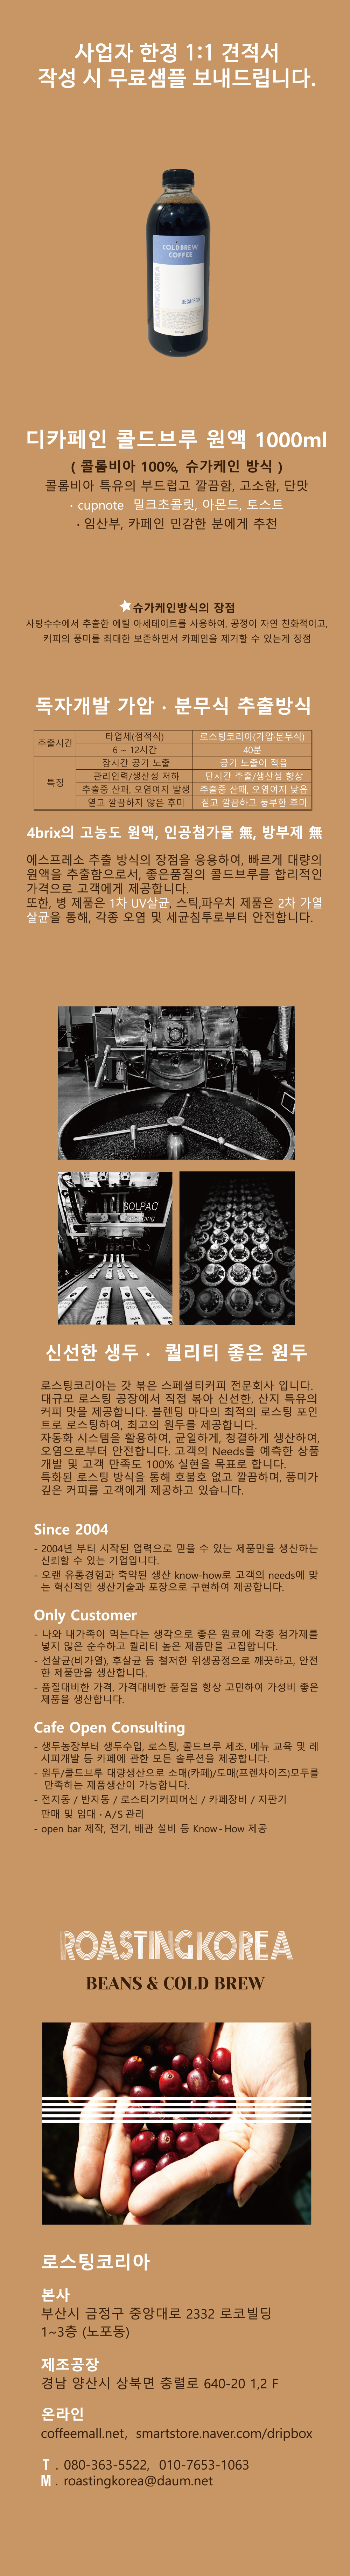 사업자 한정 1:1 견적서
작성 시 무료샘플 보내드립니다.
COLDBREW
COFFEE
ROASTING KOREA
DECAFFEIN
디카페인 콜드브루 원액 1000ml
( 콜롬비아 100%, 슈가케인 방식 )
콜롬비아 특유의 부드럽고 깔끔함, 고소함, 단맛
· cupnote 밀크초콜릿, 아몬드, 토스트
· 임산부, 카페인 민감한 분에게 추천
★슈가케인방식의 장점
사탕수수에서 추출한 에틸 아세테이트를 사용하여, 공정이 자연 친화적이고,
커피의 풍미를 최대한 보존하면서 카페인을 제거할 수 있는게 장점
독자개발 가압 · 분무식 추출방식
추출시간 타업체(점적식) 로스팅코리아(가압·분무식)
6 ~ 12시간 40분
특징 장시간 공기 노출 공기 노출이 적음
관리인력/생산성 저하 단시간 추출/생산성 향상
추출중 산패, 오염여지 발생 추출중 산패, 오염여지 낮음
옅고 깔끔하지 않은 후미 짙고 깔끔하고 풍부한 후미
4brix의 고농도 원액, 인공첨가물 無, 방부제 無
에스프레소 추출 방식의 장점을 응용하여, 빠르게 대량의
원액을 추출함으로서, 좋은품질의 콜드브루를 합리적인
가격으로 고객에게 제공합니다.
또한, 병 제품은 1차 UV살균, 스틱,파우치 제품은 2차 가열
살균을 통해, 각종 오염 및 세균침투로부터 안전합니다.
SOLPAC
신선한 생두 · 퀄리티 좋은 원두
로스팅코리아는 갓 볶은 스페셜티커피 전문회사 입니다.
대규모 로스팅 공장에서 직접 볶아 신선한, 산지 특유의
커피 맛을 제공합니다. 블렌딩 마다의 최적의 로스팅 포인
트로 로스팅하여, 최고의 원두를 제공합니다.
자동화 시스템을 활용하여, 균일하게, 청결하게 생산하여,
오염으로부터 안전합니다. 고객의 Needs를 예측한 상품
개발 및 고객 만족도 100% 실현을 목표로 합니다.
특화된 로스팅 방식을 통해 호불호 없고 깔끔하며, 풍미가
깊은 커피를 고객에게 제공하고 있습니다.
Since 2004
- 2004년 부터 시작된 업력으로 믿을 수 있는 제품만을 생산하는
신뢰할 수 있는 기업입니다.
- 오랜 유통경험과 축약된 생산 know-how로 고객의 needs에 맞
는 혁신적인 생산기술과 포장으로 구현하여 제공합니다.
Only Customer
- 나와 내가족이 먹는다는 생각으로 좋은 원료에 각종 첨가제를
넣지 않은 순수하고 퀄리티 높은 제품만을 고집합니다.
- 선살균(비가열), 후살균 등 철저한 위생공정으로 깨끗하고, 안전
한 제품만을 생산합니다.
- 품질대비한 가격, 가격대비한 품질을 항상 고민하여 가성비 좋은
제품을 생산합니다.
Cafe Open Consulting
- 생두농장부터 생두수입, 로스팅, 콜드브루 제조, 메뉴 교육 및 레
시피개발 등 카페에 관한 모든 솔루션을 제공합니다.
- 원두/콜드브루 대량생산으로 소매(카페)/도매(프렌차이즈)모두를
만족하는 제품생산이 가능합니다.
- 전자동 / 반자동 / 로스터기커피머신 / 카페장비 / 자판기
판매 및 임대 · A/S 관리
- open bar 제작, 전기, 배관 설비 등 Know-How 제공
ROASTINGKOREA
BEANS & COLD BREW
로스팅코리아
본사
부산시 금정구 중앙대로 2332 로코빌딩
1~3층 (노포동)
제조공장
경남 양산시 상북면 충렬로 640-20 1,2 F
온라인
coffeemall.net, smartstore.naver.com/dripbox
T . 080-363-5522, 010-7653-1063
M . roastingkorea@daum.net